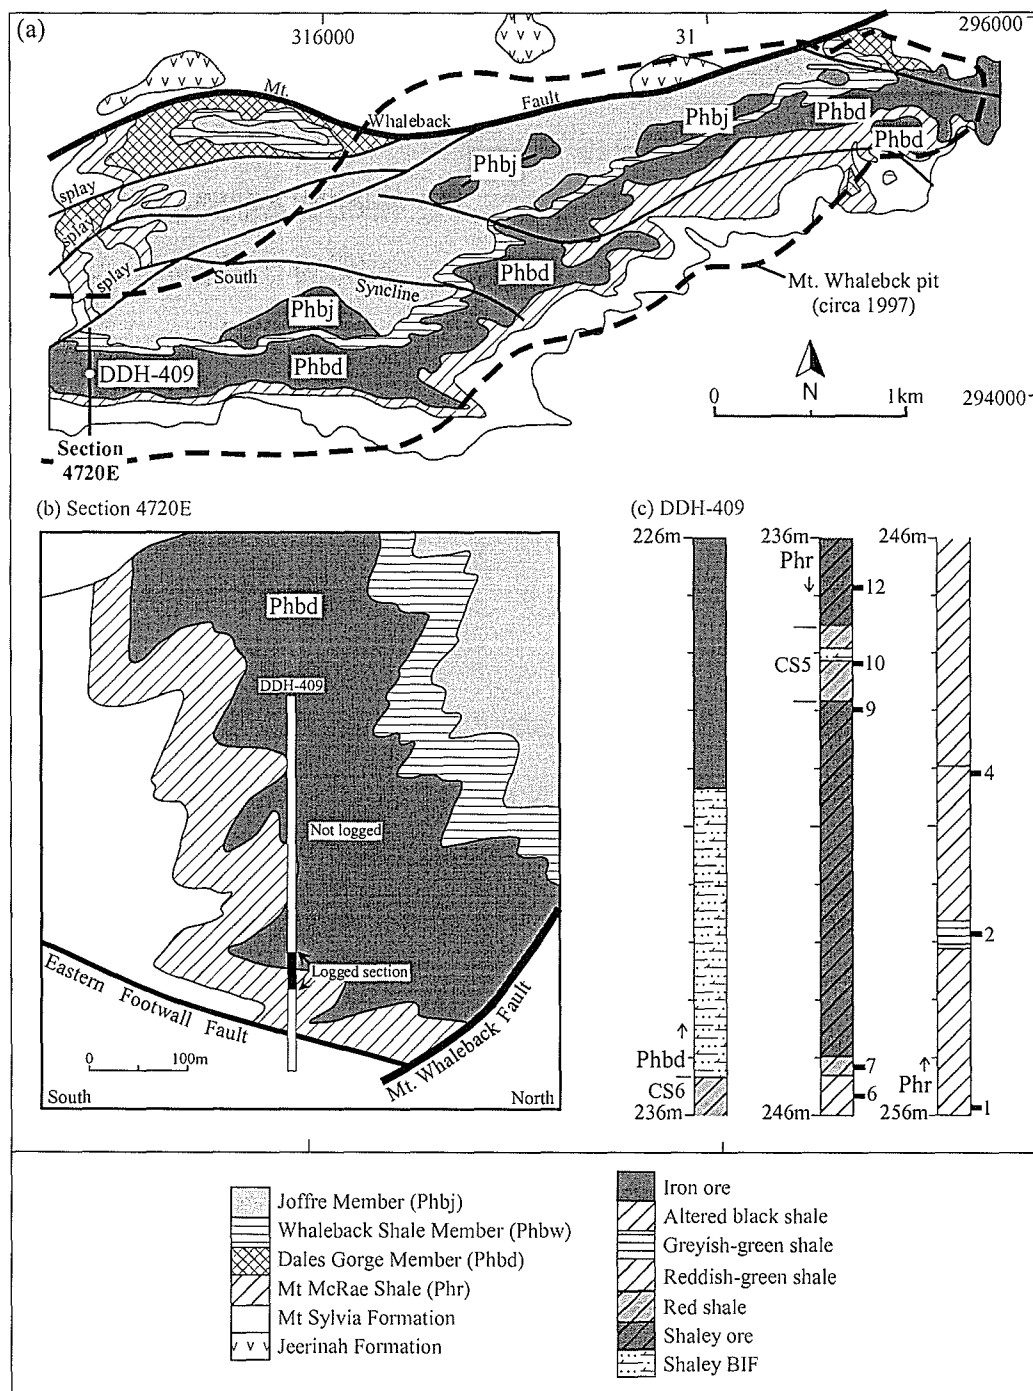 (a)
316000
31
296000
Mt.
Whaleback
Fault
Phbj
Phbd
Phbj
Phbd
splay
Phbj
splay
Phbd
splay
South
Syncline
Mt. Whalebck pit
(circa 1997)
Phbj
DDH-409
Phbd
N
0
1km
294000
Section
4720E
(b) Section 4720E
Phbd
DDH-409
Not logged
Logged section
Eastern Footwall Fault
Mt. Whaleback Fault
0
100m
South
North
(c) DDH-409
226m
236m
246m
Phr
12
CS5
10
9
4
2
Phbd
7
CS6
6
Phr
1
236m
246m
256m
Joffre Member (Phbj)
Whaleback Shale Member (Phbw)
Dales Gorge Member (Phbd)
Mt McRae Shale (Phr)
Mt Sylvia Formation
Jeerinah Formation
Iron ore
Altered black shale
Greyish-green shale
Reddish-green shale
Red shale
Shaley ore
Shaley BIF